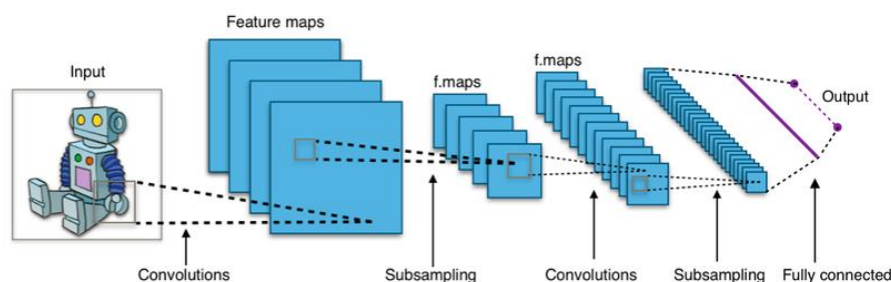 Feature maps
Input
f.maps
f.maps
Output
Convolutions
Subsampling
Convolutions
Subsampling
Fully connected